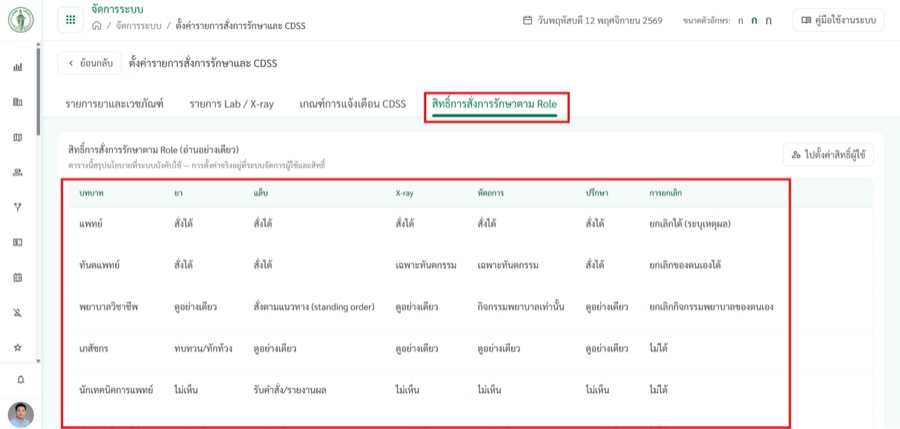 จัดการระบบ
/ จัดการระบบ / ตั้งค่ารายการสั่งการรักษาและ CDSS
วันพฤหัสบดี 12 พฤศจิกายน 2569
ขนาดตัวอักษร: ก ก ก
คู่มือใช้งานระบบ
ย้อนกลับ
ตั้งค่ารายการสั่งการรักษาและ CDSS
รายการยาและเวชภัณฑ์ รายการ Lab / X-ray เกณฑ์การแจ้งเตือน CDSS สิทธิ์การสั่งการรักษาตาม Role
สิทธิ์การสั่งการรักษาตาม Role (อ่านอย่างเดียว)
ตารางนี้สรุปนโยบายที่ระบบบังคับใช้ — การตั้งค่าจริงอยู่ที่ระบบจัดการผู้ใช้และสิทธิ์
ไปตั้งค่าสิทธิ์ผู้ใช้
บทบาท ยา แล็บ X-ray หัตถการ ปรึกษา การยกเลิก
แพทย์ สั่งได้ สั่งได้ สั่งได้ สั่งได้ สั่งได้ ยกเลิกได้ (ระบุเหตุผล)
ทันตแพทย์ สั่งได้ สั่งได้ เฉพาะทันตกรรม เฉพาะทันตกรรม สั่งได้ ยกเลิกของตนเองได้
พยาบาลวิชาชีพ ดูอย่างเดียว สั่งตามแนวทาง (standing order) ดูอย่างเดียว กิจกรรมพยาบาลเท่านั้น ดูอย่างเดียว ยกเลิกกิจกรรมพยาบาลของตนเอง
เภสัชกร ทบทวน/ทักท้วง ดูอย่างเดียว ดูอย่างเดียว ดูอย่างเดียว ดูอย่างเดียว ไม่ได้
นักเทคนิคการแพทย์ ไม่เห็น รับคำสั่ง/รายงานผล ไม่เห็น ไม่เห็น ไม่เห็น ไม่ได้